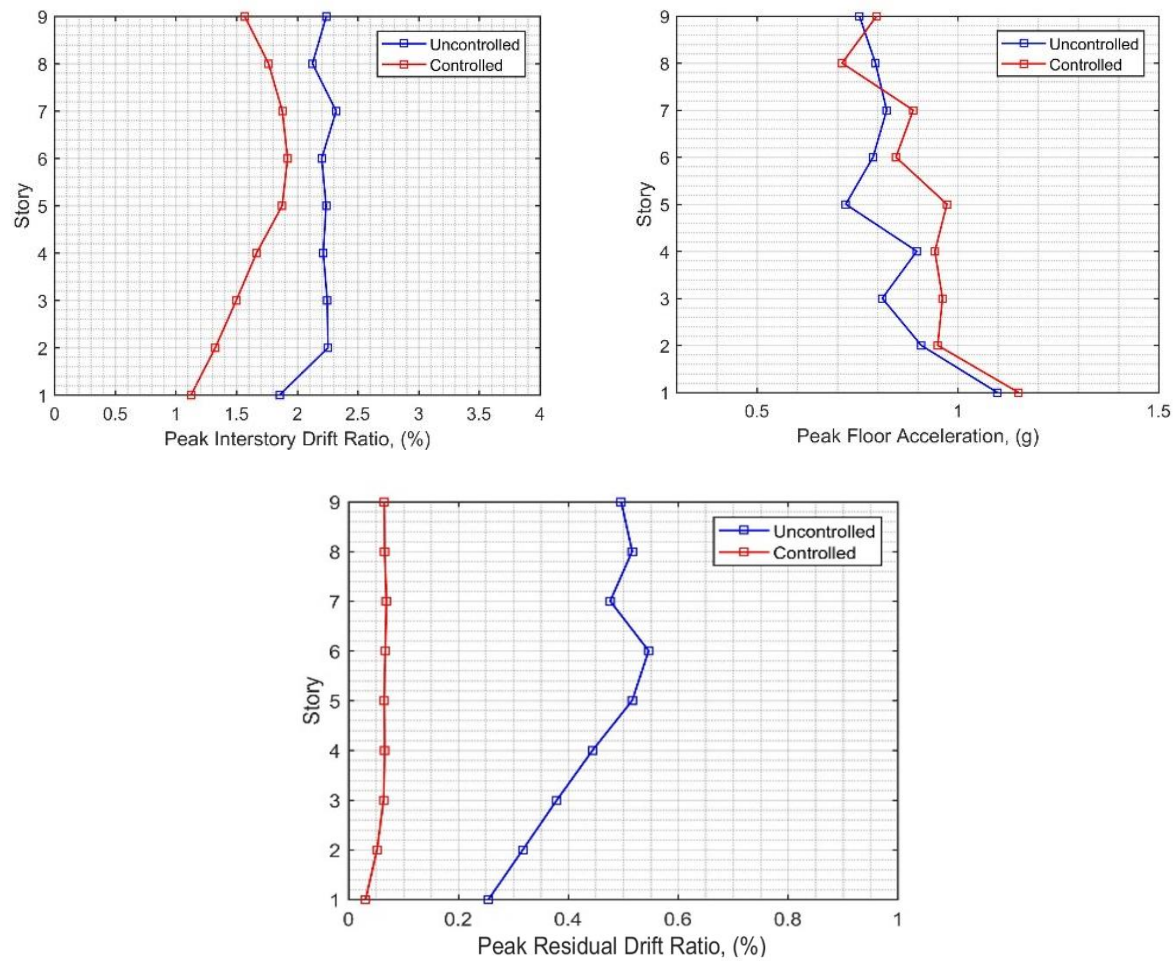 9
8
7
6
5
4
3
2
1
Story
0 0.5 1 1.5 2 2.5 3 3.5 4
Peak Interstory Drift Ratio, (%)
Uncontrolled
Controlled
9
8
7
6
5
4
3
2
1
Story
0.5 1 1.5
Peak Floor Acceleration, (g)
Uncontrolled
Controlled
9
8
7
6
5
4
3
2
1
Story
0 0.2 0.4 0.6 0.8 1
Peak Residual Drift Ratio, (%)
Uncontrolled
Controlled